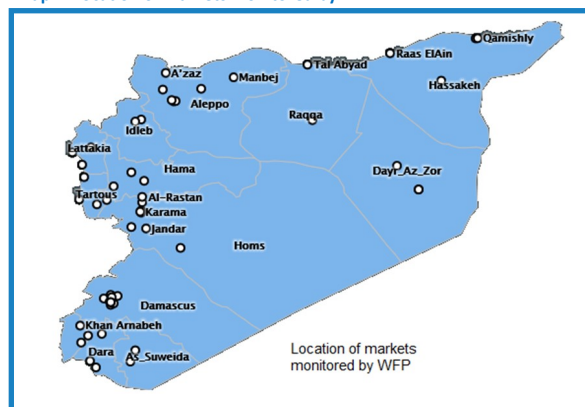 Qamishly
Raas ElAin
Tal Abyad
A'zaz
Manbej
Hassakeh
Aleppo
Raqqa
Idleb
Lattakia
Hama
Dayr_Az_Zor
Tartous
Al-Rastan
Karama
Jandar
Homs
Damascus
Khan Arnabeh
Dara
As_Suweida
Location of markets
monitored by WFP